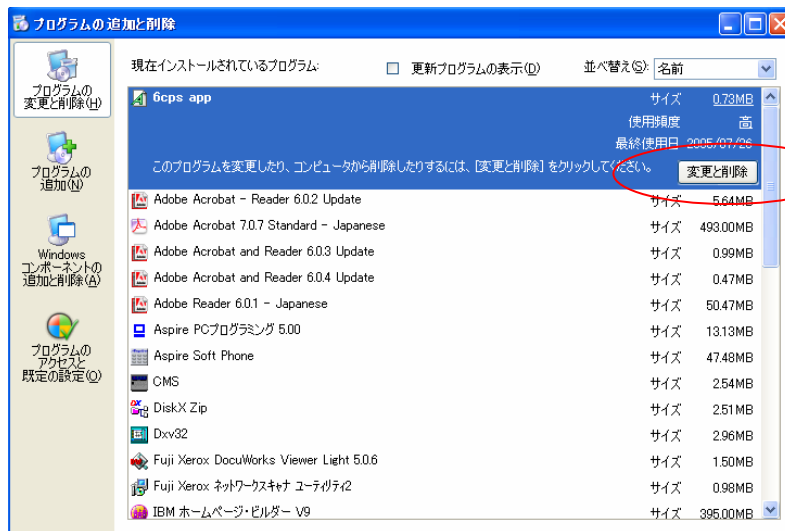 プログラムの追加と削除
現在インストールされているプログラム: 更新プログラムの表示(D) 並べ替え(S): 名前
プログラムの
変更と削除(H)
プログラムの
追加(N)
Windows
コンポーネントの
追加と削除(A)
プログラムの
アクセスと
既定の設定(O)
6cps app サイズ 0.73MB
使用頻度 高
最終使用日 2005/07/26
このプログラムを変更したり、コンピュータから削除したりするには、[変更と削除] をクリックしてください。 変更と削除
Adobe Acrobat - Reader 6.0.2 Update サイズ 5.64MB
Adobe Acrobat 7.0.7 Standard - Japanese サイズ 493.00MB
Adobe Acrobat and Reader 6.0.3 Update サイズ 0.99MB
Adobe Acrobat and Reader 6.0.4 Update サイズ 0.47MB
Adobe Reader 6.0.1 - Japanese サイズ 50.47MB
Aspire PCプログラミング 5.00 サイズ 13.13MB
Aspire Soft Phone サイズ 47.48MB
CMS サイズ 2.54MB
DiskX Zip サイズ 2.51MB
Dxv32 サイズ 2.96MB
Fuji Xerox DocuWorks Viewer Light 5.0.6 サイズ 1.50MB
Fuji Xerox ネットワークスキャナ ユーティリティ2 サイズ 0.98MB
IBM ホームページ・ビルダー V9 サイズ 395.00MB